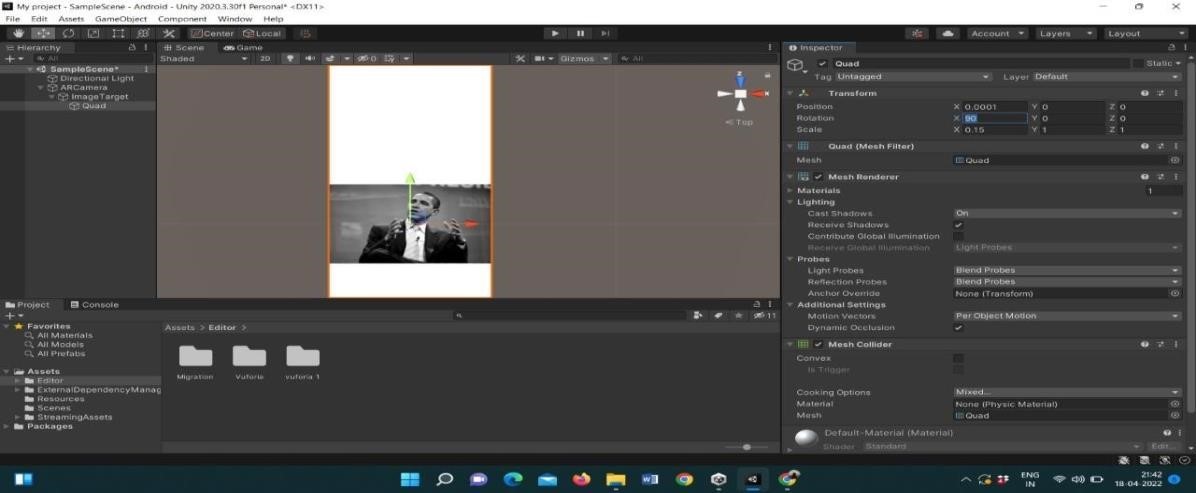 My project - SampleScene - Android - Unity 2020.3.30f1 Personal* <DX11>
File Edit Assets GameObject Component Window Help
Center Local Account Layers Layout
Hierarchy Scene Game Inspector
All Shaded 2D 0 Gizmos All
SampleScene*
Directional Light
ARCamera
ImageTarget
Quad
Z
X
Top
Quad Static
Tag Untagged Layer Default
Transform
Position X 0.0001 Y 0 Z 0
Rotation X 90 Y 0 Z 0
Scale X 0.15 Y 1 Z 1
Quad (Mesh Filter)
Mesh Quad
Mesh Renderer
Materials 1
Lighting
Cast Shadows On
Receive Shadows
Contribute Global Illumination
Receive Global Illumination Light Probes
Probes
Light Probes Blend Probes
Reflection Probes Blend Probes
Anchor Override None (Transform)
Additional Settings
Motion Vectors Per Object Motion
Dynamic Occlusion
Mesh Collider
Convex
Is Trigger
Cooking Options Mixed...
Material None (Physic Material)
Mesh Quad
Default-Material (Material)
Shader Standard Edit...
Project Console
11
Favorites
All Materials
All Models
All Prefabs
Assets
Editor
ExternalDependencyManag
Resources
Scenes
StreamingAssets
Packages
Assets > Editor >
Migration Vuforia vuforia 1
ENG
IN
21:42
18-04-2022